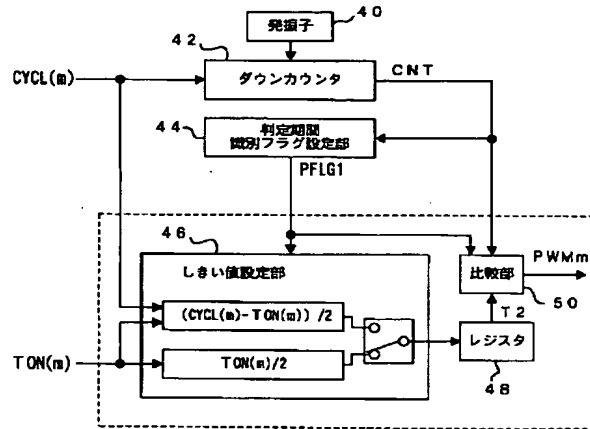 発振子
40
42
CYCL(m)
ダウンカウンタ
CNT
44
判定期間
識別フラグ設定部
PFLG1
46
しきい値設定部
(CYCL(m)-TON(m))/2
TON(m)
TON(m)/2
比較部
PWMm
50
T2
レジスタ
48